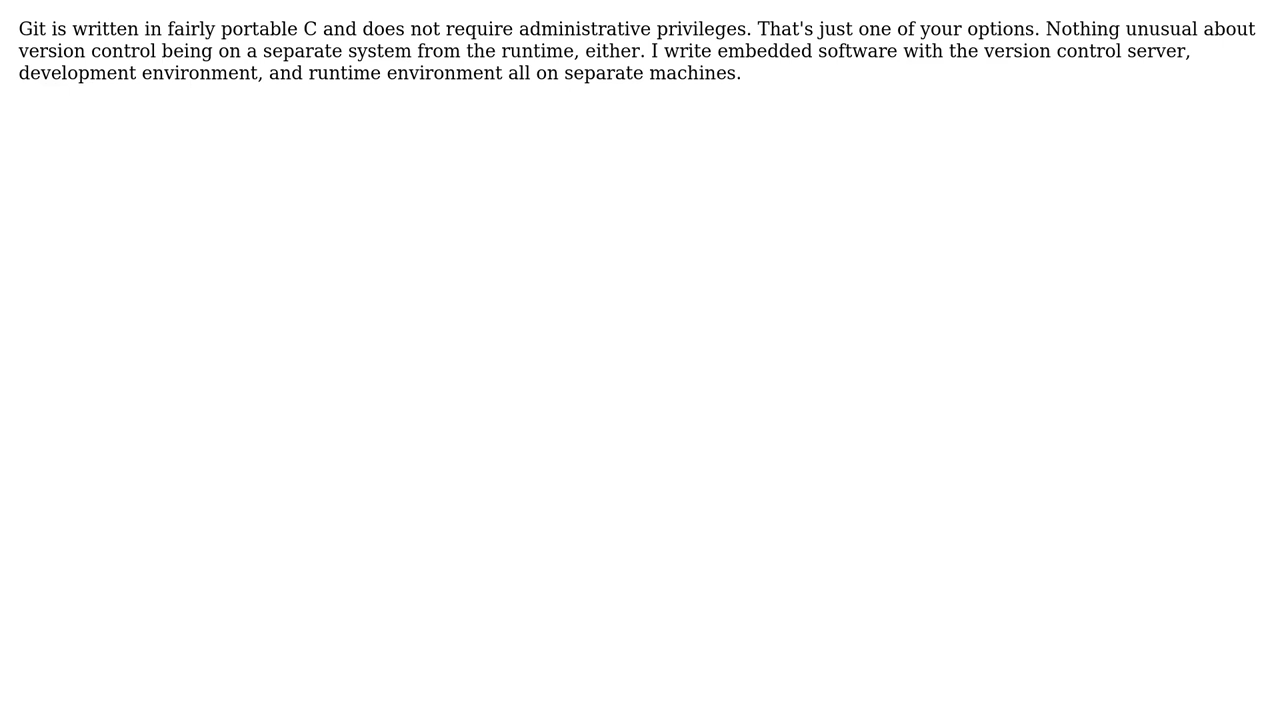 Git is written in fairly portable C and does not require administrative privileges. That's just one of your options. Nothing unusual about
version control being on a separate system from the runtime, either. I write embedded software with the version control server,
development environment, and runtime environment all on separate machines.